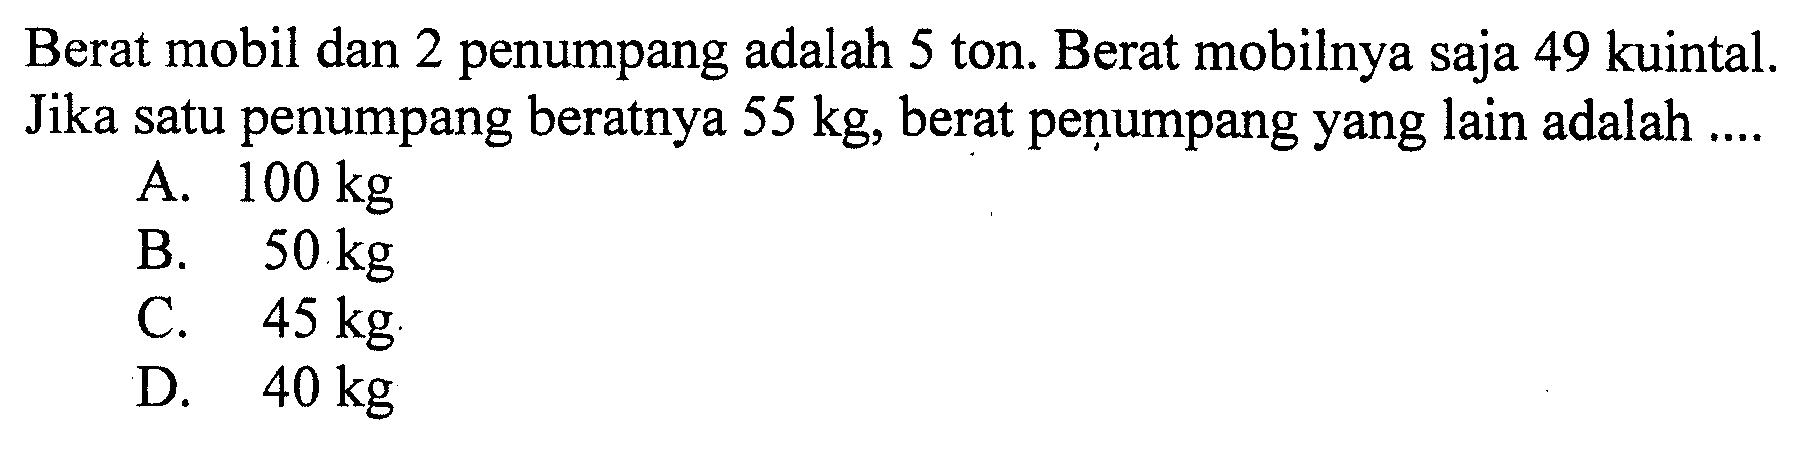 Berat mobil dan 2 penumpang adalah 5 ton. Berat mobilnya saja 49 kuintal.
Jika satu penumpang beratnya 55 kg, berat penumpang yang lain adalah ....
A. 100 kg
B. 50 kg
C. 45 kg
D. 40 kg